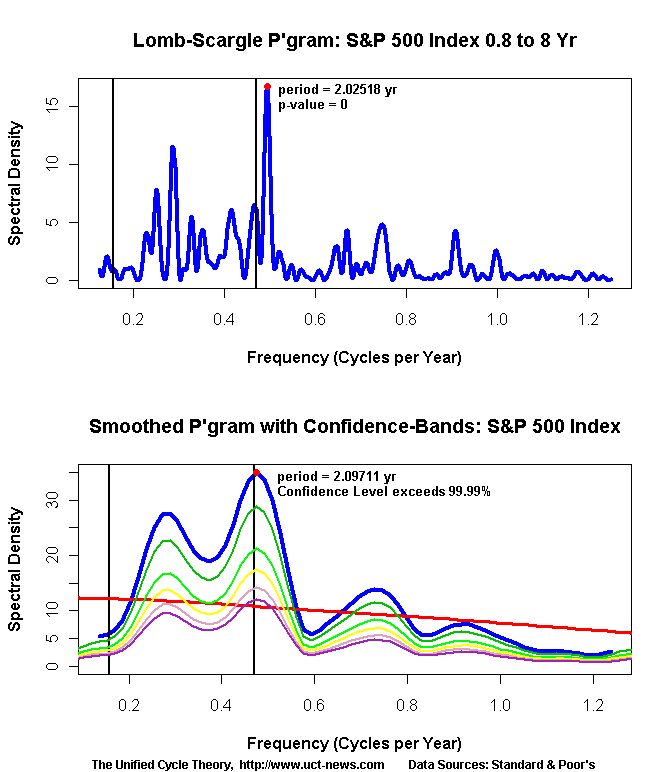 Lomb-Scargle P'gram: S&P 500 Index 0.8 to 8 Yr
period = 2.02518 yr
p-value = 0
Spectral Density
15
10
5
0
0.2 0.4 0.6 0.8 1.0 1.2
Frequency (Cycles per Year)
Smoothed P'gram with Confidence-Bands: S&P 500 Index
period = 2.09711 yr
Confidence Level exceeds 99.99%
Spectral Density
30
20
10
5
0
0.2 0.4 0.6 0.8 1.0 1.2
Frequency (Cycles per Year)
The Unified Cycle Theory, http://www.uct-news.com Data Sources: Standard & Poor's